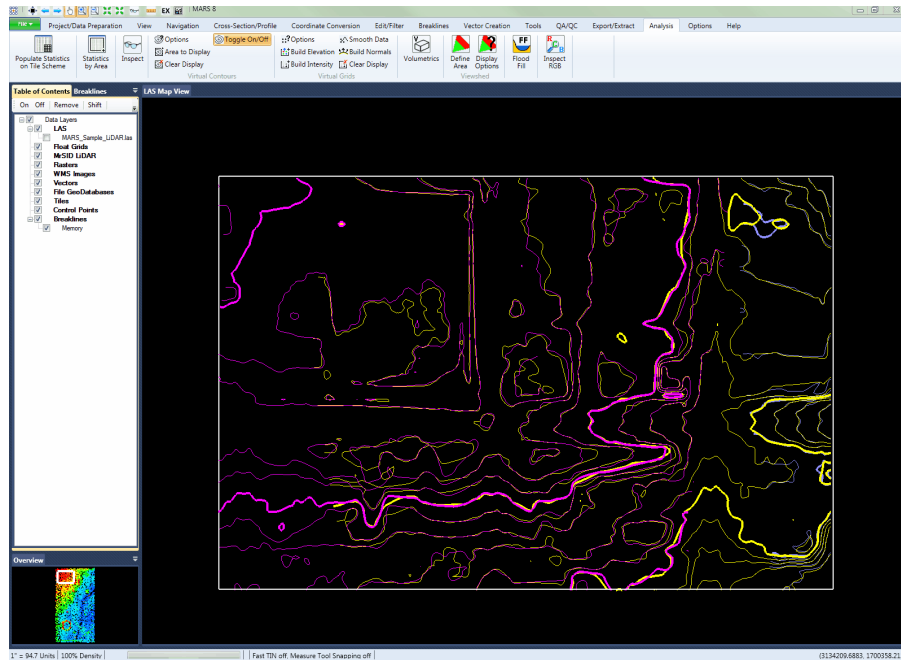 EX MARS 8
File Project/Data Preparation View Navigation Cross-Section/Profile Coordinate Conversion Edit/Filter Breaklines Vector Creation Tools QA/QC Export/Extract Analysis Options Help
Populate Statistics on Tile Scheme
Statistics by Area
Inspect
Options Toggle On/Off
Area to Display
Clear Display
Virtual Contours
Options Smooth Data
Build Elevation Build Normals
Build Intensity Clear Display
Virtual Grids
Volumetrics
Define Area
Display Options
Viewshed
FF
Flood Fill
Inspect RGB
Table of Contents Breaklines
LAS Map View
On Off Remove Shift
Data Layers
LAS
MARS_Sample_LiDAR.las
Float Grids
MrSID LiDAR
Rasters
WMS Images
Vectors
File GeoDatabases
Tiles
Control Points
Breaklines
Memory
Overview
1" = 94.7 Units 100% Density Fast TIN off. Measure Tool Snapping off (3134209.6883, 1700358.21